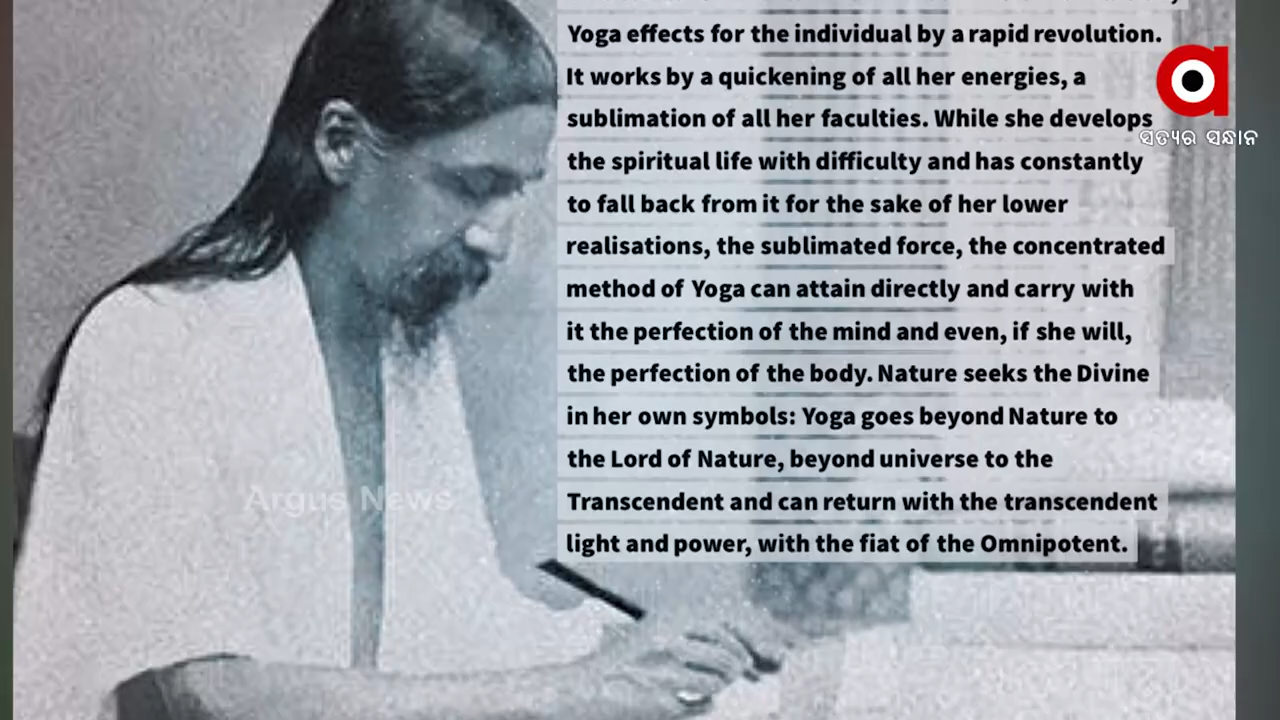 Yoga effects for the individual by a rapid revolution.
It works by a quickening of all her energies, a
sublimation of all her faculties. While she develops
the spiritual life with difficulty and has constantly
to fall back from it for the sake of her lower
realisations, the sublimated force, the concentrated
method of Yoga can attain directly and carry with
it the perfection of the mind and even, if she will,
the perfection of the body. Nature seeks the Divine
in her own symbols: Yoga goes beyond Nature to
the Lord of Nature, beyond universe to the
Transcendent and can return with the transcendent
light and power, with the fiat of the Omnipotent.
ସତ୍ୟର ସନ୍ଧାନ
Argus News